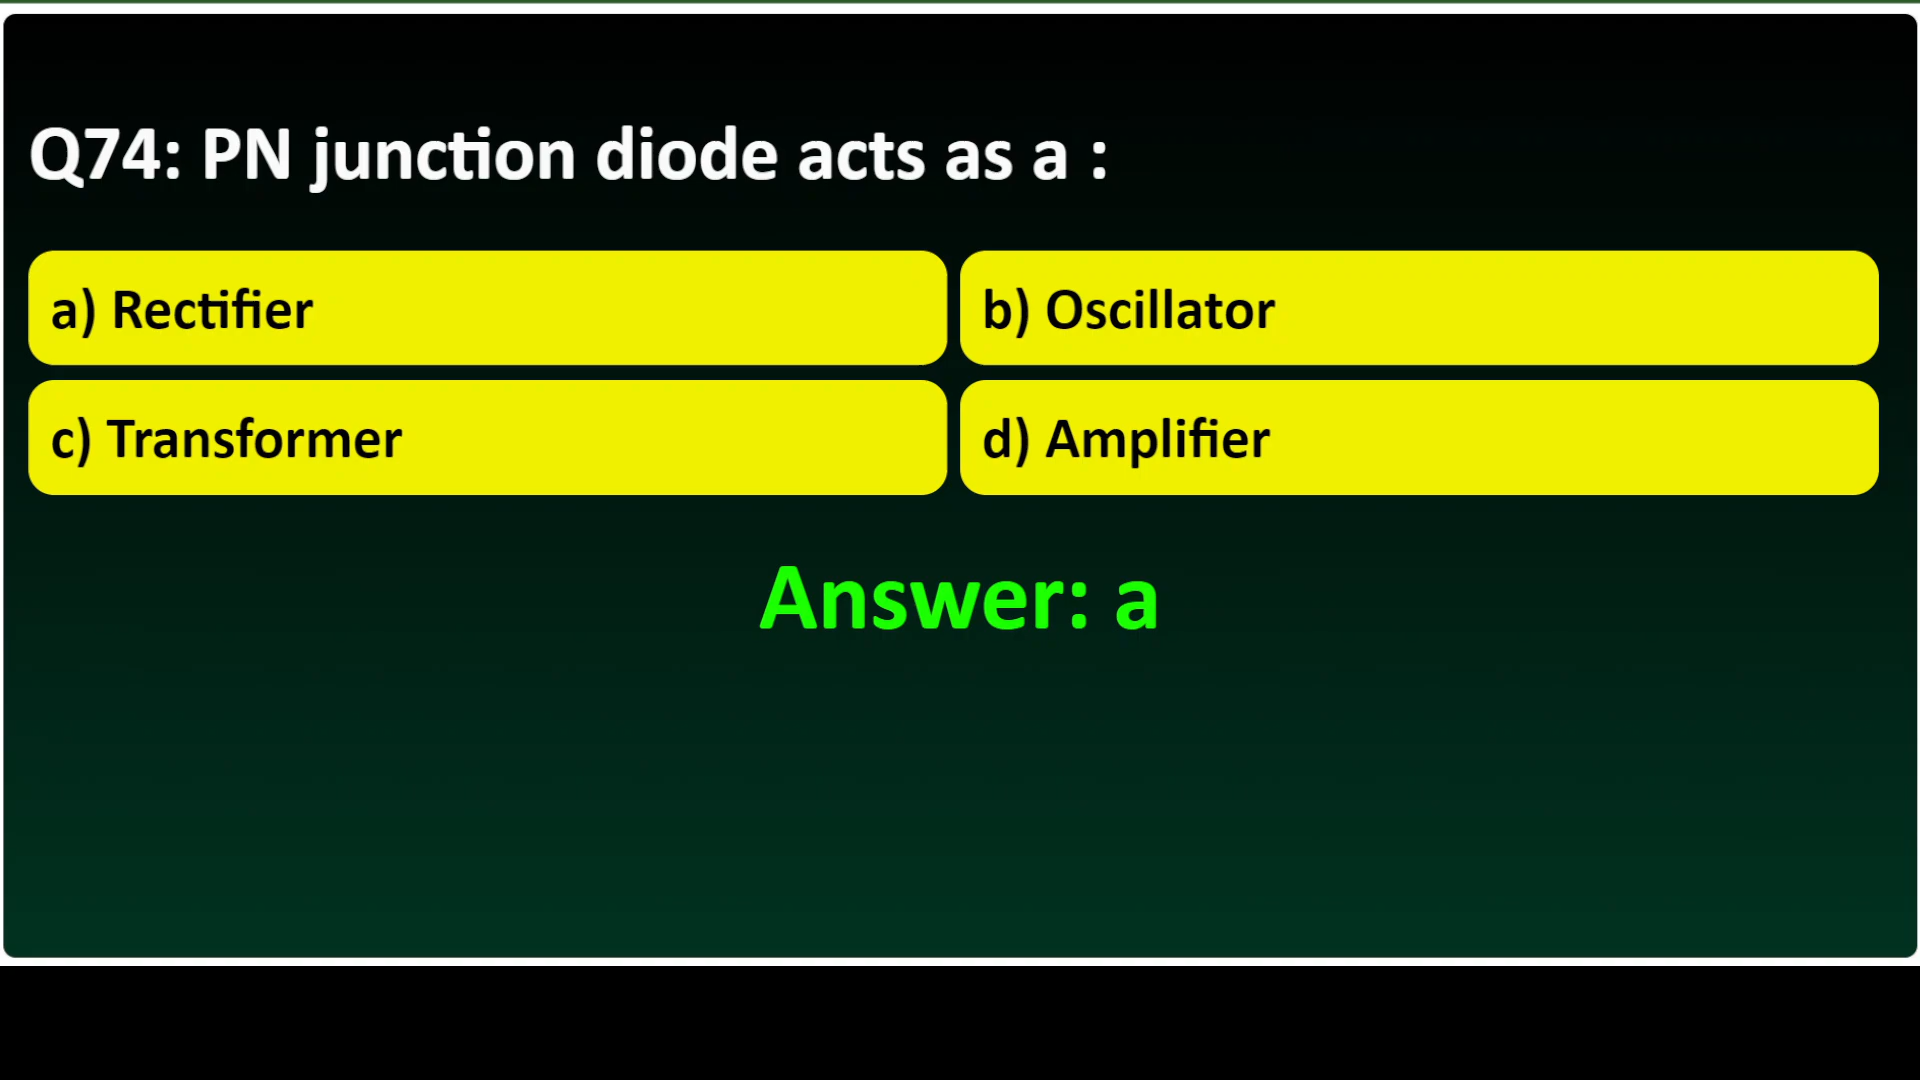 Q74: PN junction diode acts as a :
a) Rectifier
b) Oscillator
c) Transformer
d) Amplifier
Answer: a